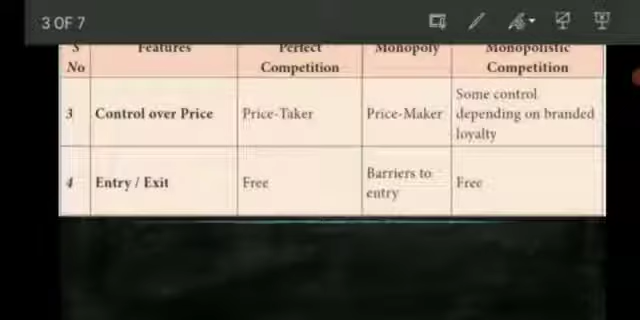 3 OF 7
S Features Perfect Monopoly Monopolistic
No Competition Competition
Some control
3 Control over Price Price-Taker Price-Maker depending on branded
loyalty
4 Entry / Exit Free Barriers to Free
entry